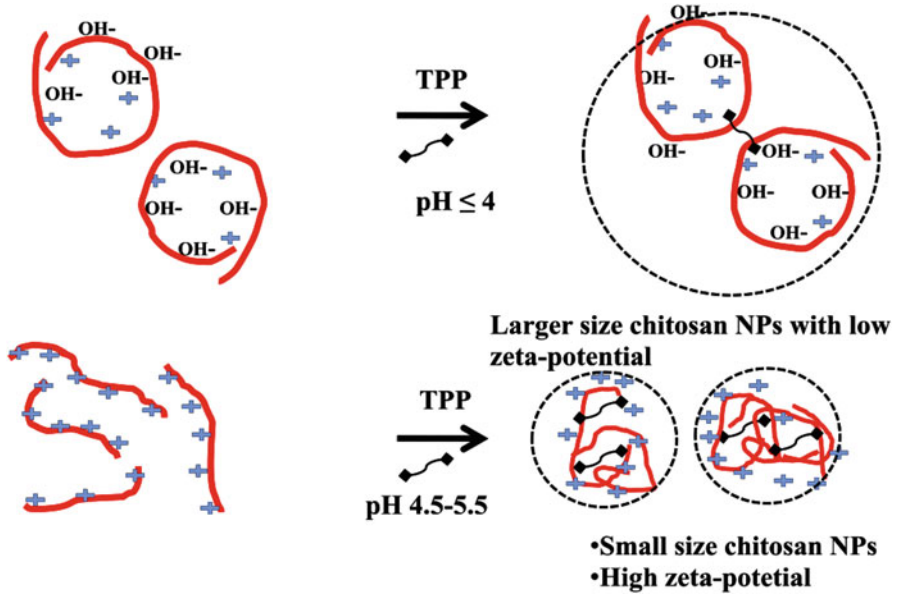 OH-
OH-
OH-
OH-
OH-
OH-
OH-
OH-
TPP
pH ≤ 4
OH-
OH-
OH-
OH-
OH-
OH-
OH-
OH-
Larger size chitosan NPs with low
zeta-potential
TPP
pH 4.5-5.5
•Small size chitosan NPs
•High zeta-potetial